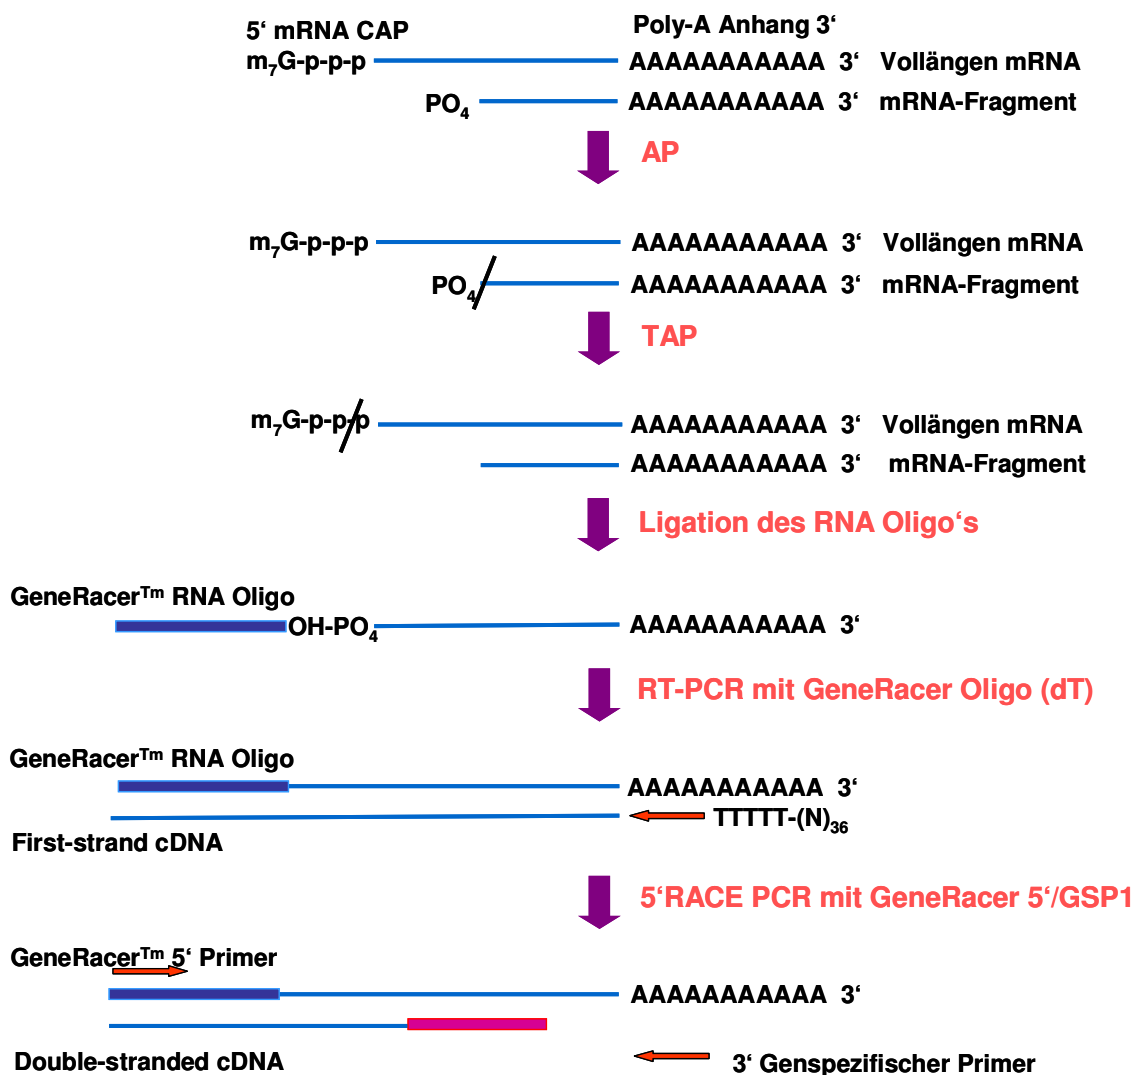 5‘ mRNA CAP Poly-A Anhang 3‘
m7G-p-p-p AAAAAAAAAAA 3‘ Vollängen mRNA
PO4 AAAAAAAAAAA 3‘ mRNA-Fragment
AP
m7G-p-p-p AAAAAAAAAAA 3‘ Vollängen mRNA
PO4 AAAAAAAAAAA 3‘ mRNA-Fragment
TAP
m7G-p-p-p AAAAAAAAAAA 3‘ Vollängen mRNA
AAAAAAAAAAA 3‘ mRNA-Fragment
Ligation des RNA Oligo‘s
GeneRacerTm RNA Oligo
OH-PO4 AAAAAAAAAAA 3‘
RT-PCR mit GeneRacer Oligo (dT)
GeneRacerTm RNA Oligo
AAAAAAAAAAA 3‘
TTTTT-(N)36
First-strand cDNA
5‘RACE PCR mit GeneRacer 5‘/GSP1
GeneRacerTm 5‘ Primer
AAAAAAAAAAA 3‘
Double-stranded cDNA 3‘ Genspezifischer Primer